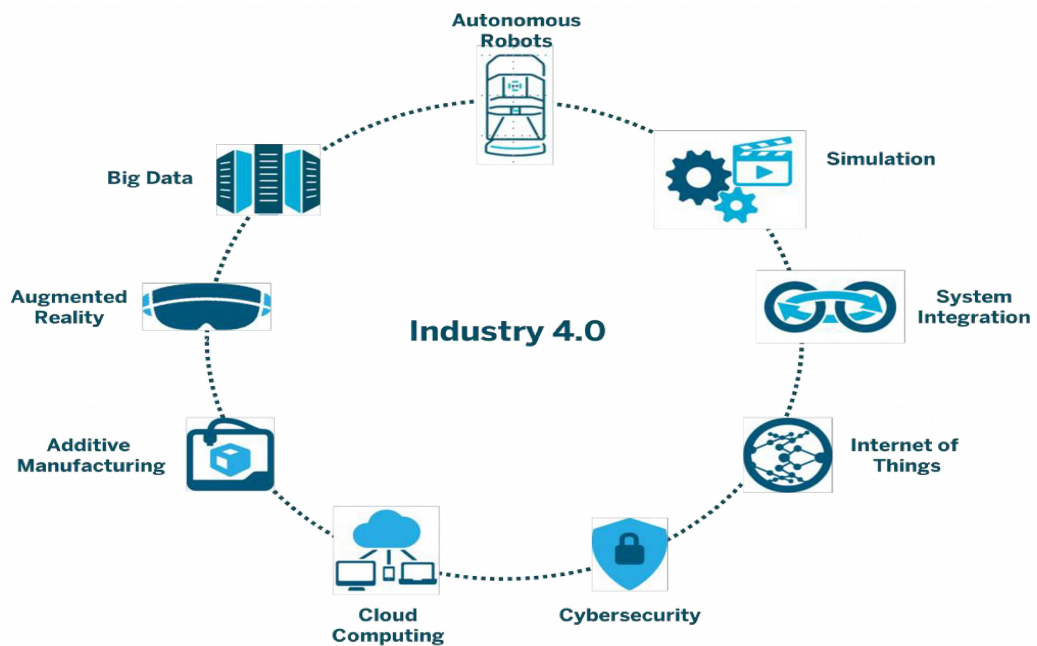 Autonomous
Robots
Simulation
Big Data
System
Integration
Augmented
Reality
Industry 4.0
Internet of
Things
Additive
Manufacturing
Cybersecurity
Cloud
Computing